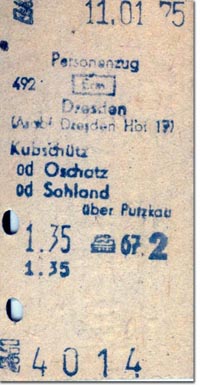 11.01 75
Personenzug
492 Erm
Dresden
Dresden Hbf 19)
Kubschütz
od Oschatz
od Sohland
über Putzkau
1.35 67 2
1.35
4014